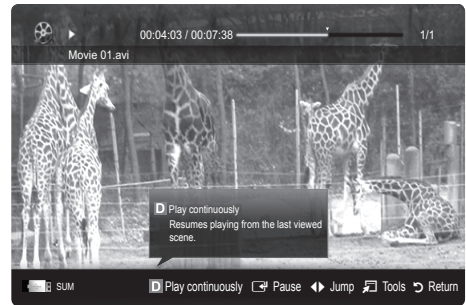 00:04:03 / 00:07:38
1/1
Movie 01.avi
D Play continuously
Resumes playing from the last viewed
scene.
SUM
D Play continuously
Pause
Jump
Tools
Return